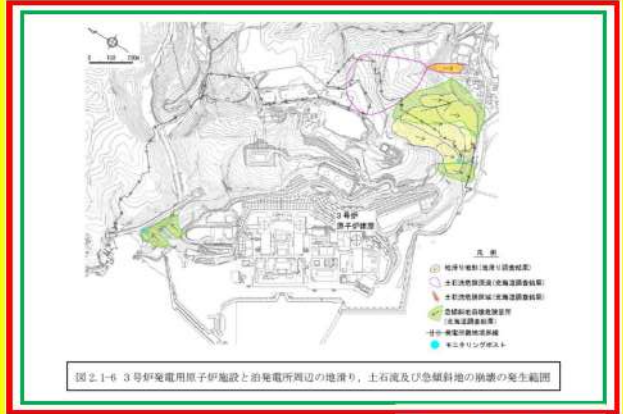 3号炉
原子炉建屋
凡例
地滑り地形(地滑り調査結果)
土石流危険渓流(北海道調査結果)
土石流危険区域(北海道調査結果)
急傾斜地崩壊危険箇所
(北海道調査結果)
発電所敷地境界線
モニタリングポスト
図2.1-6 3号炉発電用原子炉施設と泊発電所周辺の地滑り，土石流及び急傾斜地の崩壊の発生範囲